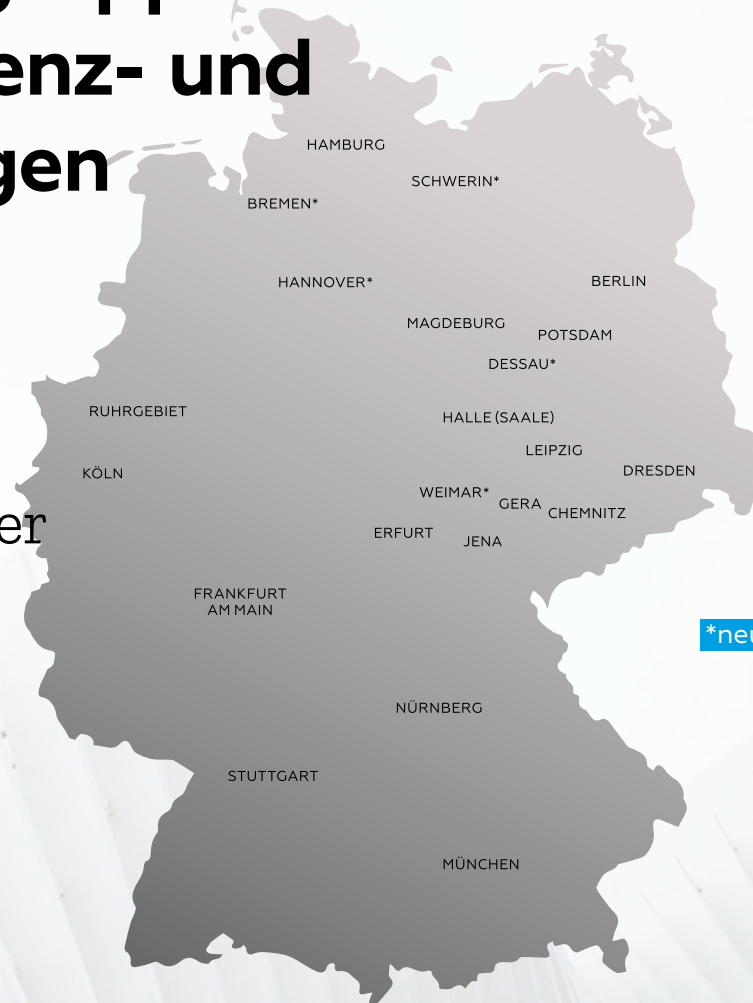 enz- und
gen
HAMBURG
SCHWERIN*
BREMEN*
HANNOVER*
BERLIN
MAGDEBURG
POTSDAM
DESSAU*
RUHRGEBIET
HALLE (SAALE)
LEIPZIG
KÖLN
DRESDEN
WEIMAR*
GERA
CHEMNITZ
er
ERFURT
JENA
FRANKFURT
AM MAIN
*neu
NÜRNBERG
STUTTGART
MÜNCHEN